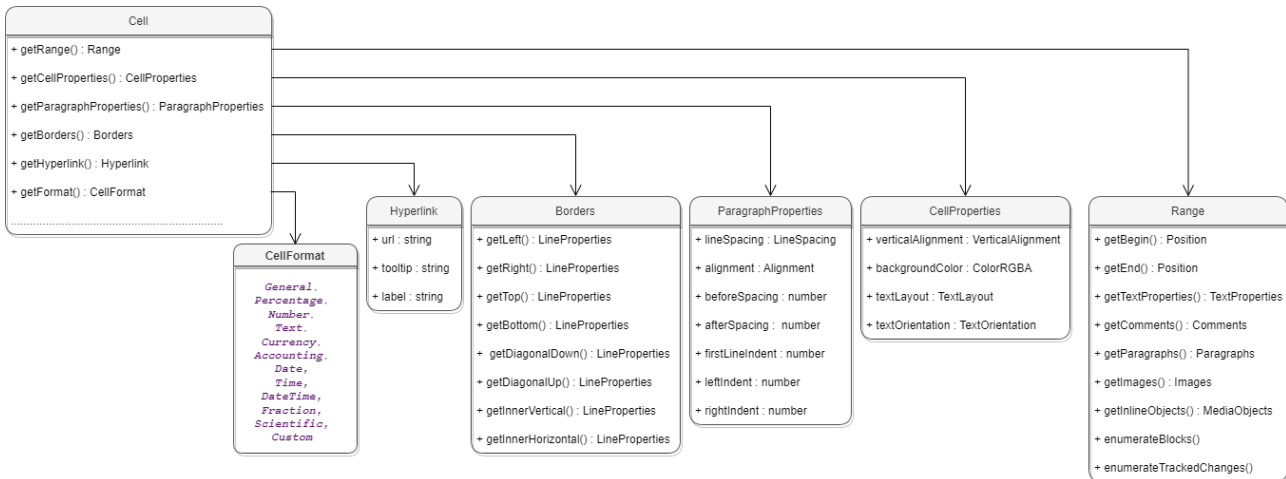 Cell
+ getRange() : Range
+ getCellProperties() : CellProperties
+ getParagraphProperties() : ParagraphProperties
+ getBorders() : Borders
+ getHyperlink() : Hyperlink
+ getFormat() : CellFormat
................................................................
CellFormat
General,
Percentage,
Number,
Text,
Currency,
Accounting,
Date,
Time,
DateTime,
Fraction,
Scientific,
Custom
Hyperlink
+ url : string
+ tooltip : string
+ label : string
Borders
+ getLeft() : LineProperties
+ getRight() : LineProperties
+ getTop() : LineProperties
+ getBottom() : LineProperties
+ getDiagonalDown() : LineProperties
+ getDiagonalUp() : LineProperties
+ getInnerVertical() : LineProperties
+ getInnerHorizontal() : LineProperties
ParagraphProperties
+ lineSpacing : LineSpacing
+ alignment : Alignment
+ beforeSpacing : number
+ afterSpacing : number
+ firstLineIndent : number
+ leftIndent : number
+ rightIndent : number
CellProperties
+ verticalAlignment : VerticalAlignment
+ backgroundColor : ColorRGBA
+ textLayout : TextLayout
+ textOrientation : TextOrientation
Range
+ getBegin() : Position
+ getEnd() : Position
+ getTextProperties() : TextProperties
+ getComments() : Comments
+ getParagraphs() : Paragraphs
+ getImages() : Images
+ getInlineObjects() : MediaObjects
+ enumerateBlocks()
+ enumerateTrackedChanges()